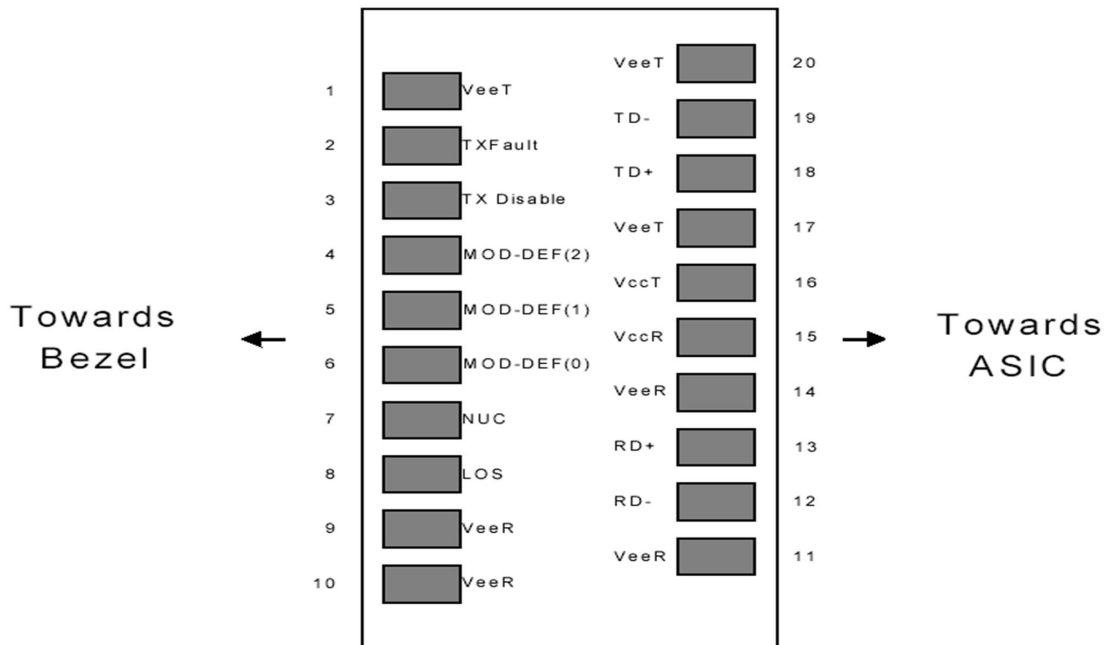 VeeT 20
1 VeeT
TD- 19
2 TXFault
TD+ 18
3 TX Disable
VeeT 17
4 MOD-DEF(2)
VccT 16
5 MOD-DEF(1)
Towards
Bezel
VccR 15
Towards
ASIC
6 MOD-DEF(0)
VeeR 14
7 NUC
RD+ 13
8 LOS
RD- 12
9 VeeR
VeeR 11
10 VeeR